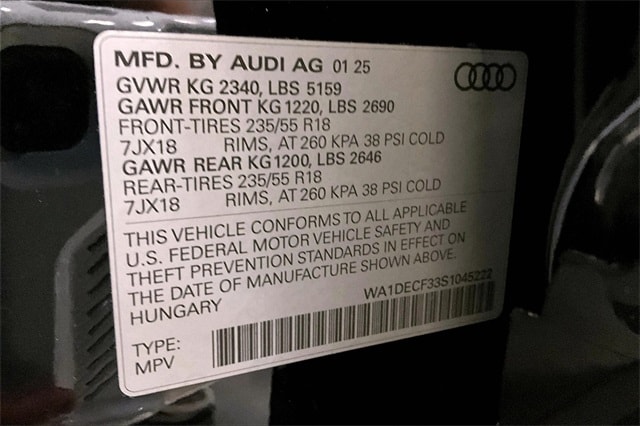 MFD. BY AUDI AG 01 25
GVWR KG 2340, LBS 5159
GAWR FRONT KG 1220, LBS 2690
FRONT-TIRES 235/55 R18
7JX18 RIMS, AT 260 KPA 38 PSI COLD
GAWR REAR KG1200, LBS 2646
REAR-TIRES 235/55 R18
7JX18 RIMS, AT 260 KPA 38 PSI COLD
THIS VEHICLE CONFORMS TO ALL APPLICABLE
U.S. FEDERAL MOTOR VEHICLE SAFETY AND
THEFT PREVENTION STANDARDS IN EFFECT ON
THE DATE OF MANUFACTURE SHOWN ABOVE.
HUNGARY WA1DECF33S1045222
TYPE:
MPV